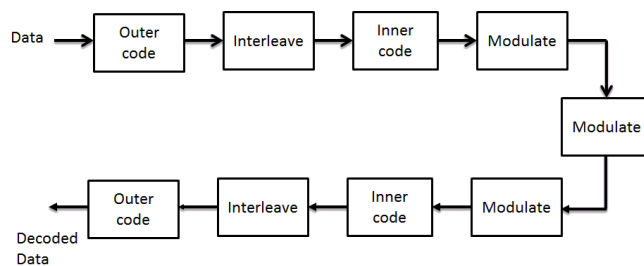 Data
Outer
code
Interleave
Inner
code
Modulate
Modulate
Outer
code
Interleave
Inner
code
Modulate
Decoded
Data